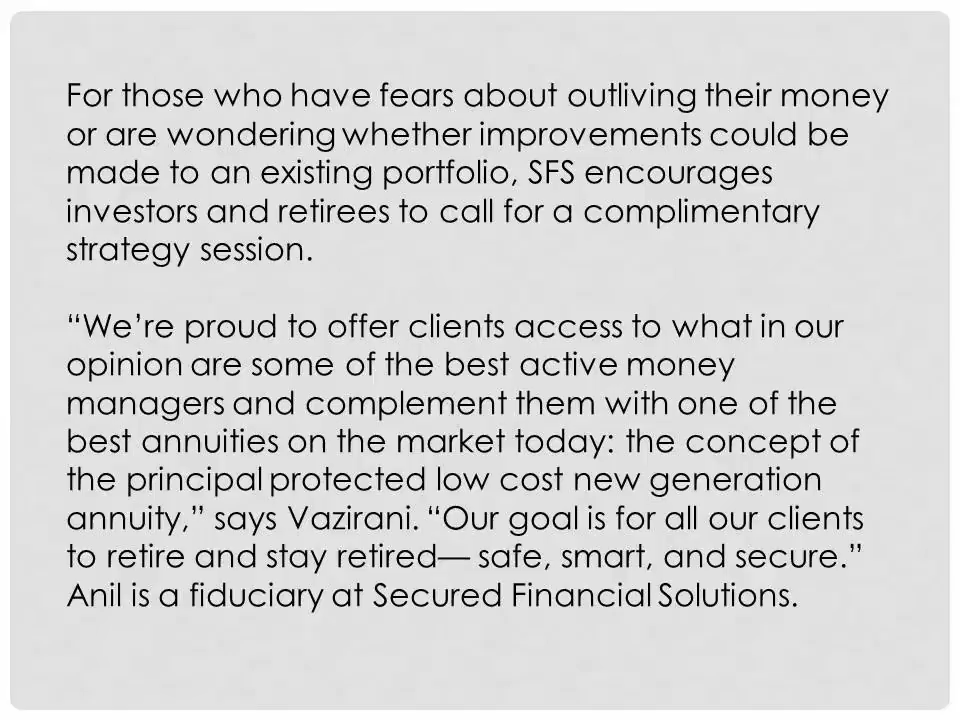 For those who have fears about outliving their money
or are wondering whether improvements could be
made to an existing portfolio, SFS encourages
investors and retirees to call for a complimentary
strategy session.
“We’re proud to offer clients access to what in our
opinion are some of the best active money
managers and complement them with one of the
best annuities on the market today: the concept of
the principal protected low cost new generation
annuity,” says Vazirani. “Our goal is for all our clients
to retire and stay retired— safe, smart, and secure.”
Anil is a fiduciary at Secured Financial Solutions.